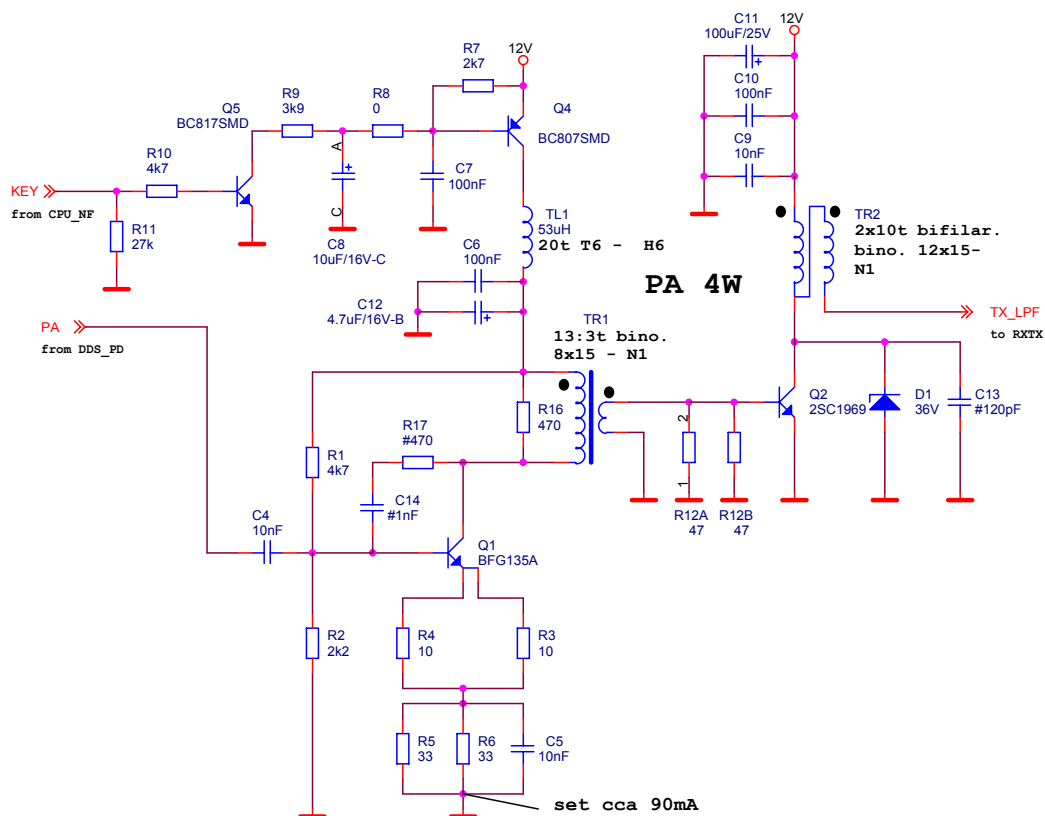 C11
100uF/25V
12V
R7
2k7
12V
C10
100nF
Q5
BC817SMD
R9
3k9
R8
0
Q4
BC807SMD
C9
10nF
R10
4k7
A
C7
100nF
KEY
from CPU_NF
R11
27k
C
C8
10uF/16V-C
TL1
53uH
20t T6 - H6
C6
100nF
TR2
2x10t bifilar.
bino. 12x15-
N1
PA 4W
C12
4.7uF/16V-B
PA
from DDS_PD
TR1
13:3t bino.
8x15 - N1
TX_LPF
to RXTX
R16
470
R17
#470
2
Q2
2SC1969
D1
36V
C13
#120pF
R1
4k7
C14
#1nF
1
R12A
47
R12B
47
C4
10nF
Q1
BFG135A
R2
2k2
R4
10
R3
10
R5
33
R6
33
C5
10nF
set cca 90mA